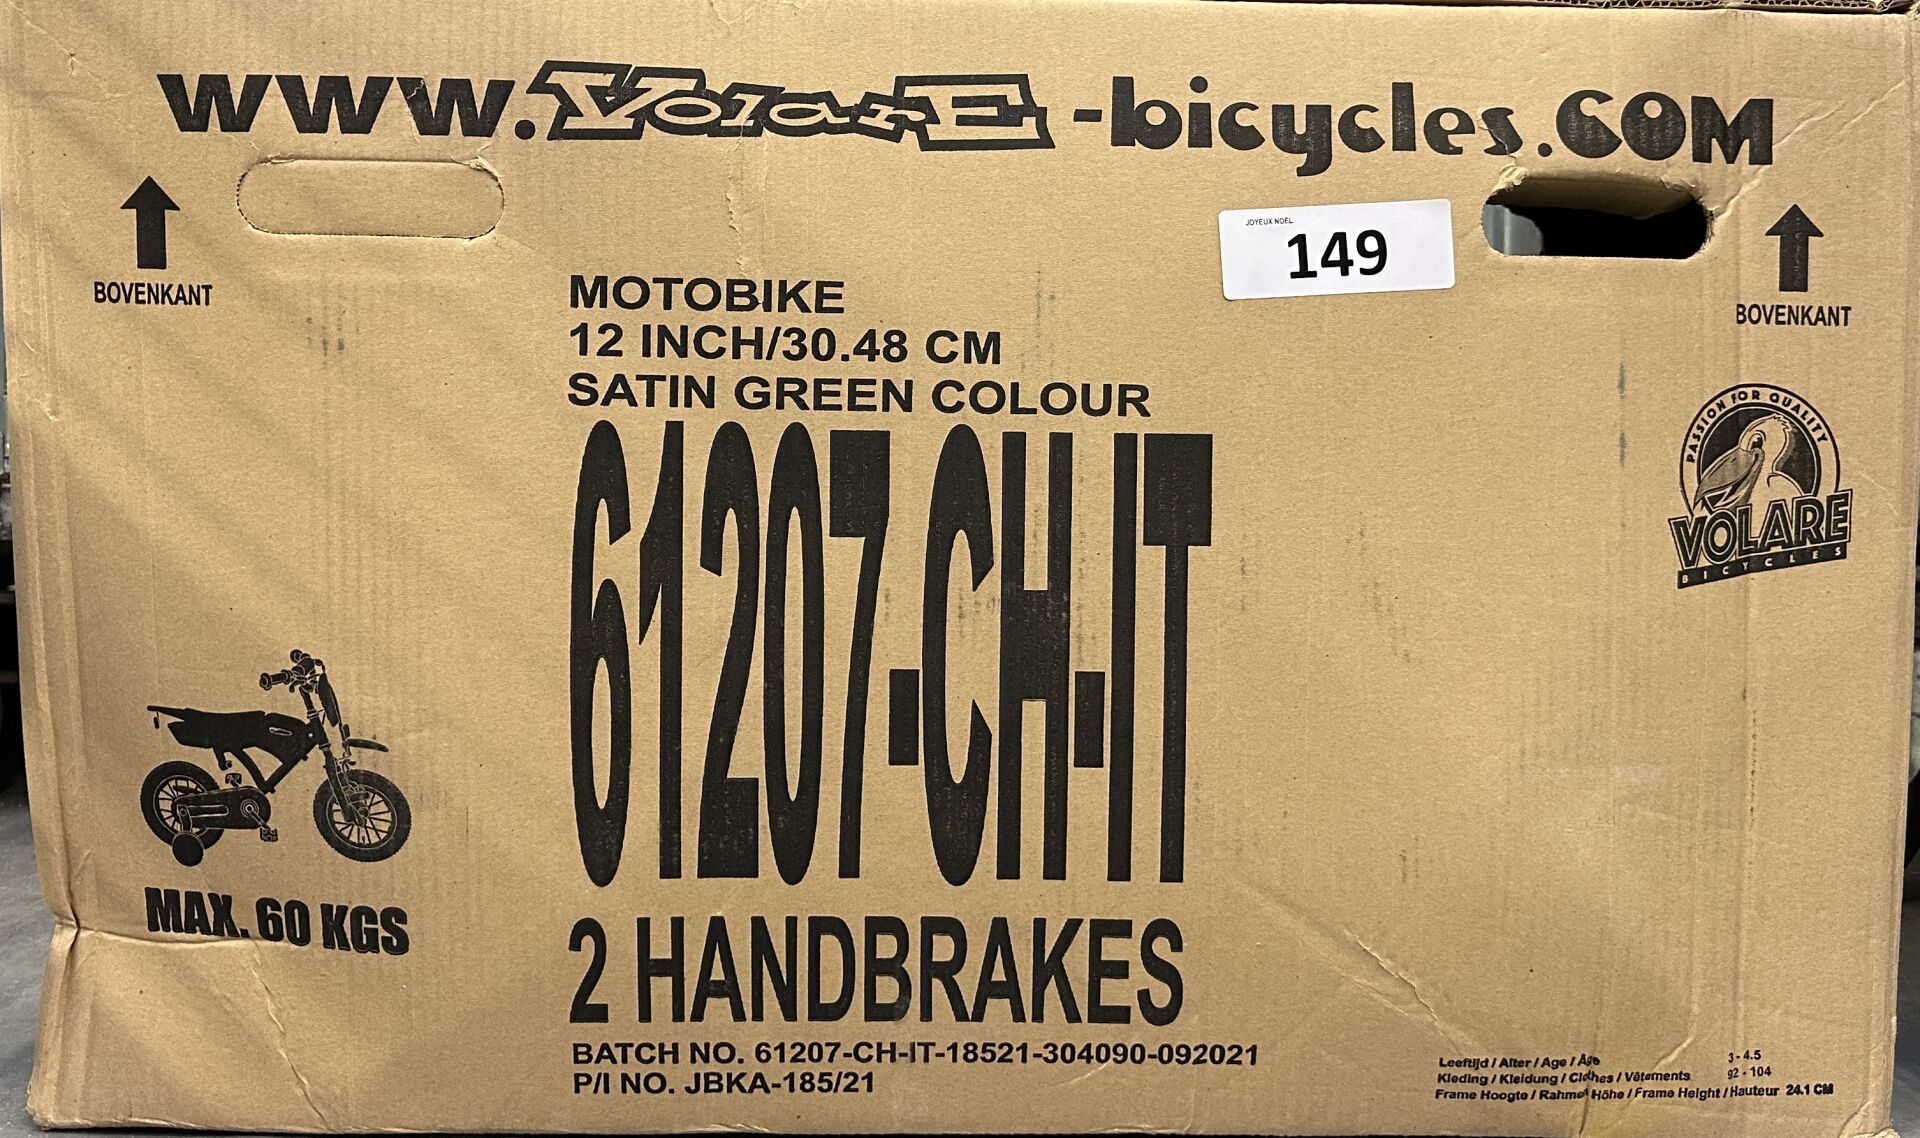 www.VolarE-bicycles.COM
JOYEUX NOËL
149
BOVENKANT
BOVENKANT
MOTOBIKE
12 INCH/30.48 CM
SATIN GREEN COLOUR
61207-CH-IT
PASSION FOR QUALITY
VOLARE
BICYCLES
MAX. 60 KGS
2 HANDBRAKES
BATCH NO. 61207-CH-IT-18521-304090-092021
P/I NO. JBKA-185/21
Leeftijd / Alter / Age / Âge 3 - 4.5
Kleding / Kleidung / Clothes / Vêtements 92 - 104
Frame Hoogte / Rahmen Höhe / Frame Height / Hauteur 24.1 CM